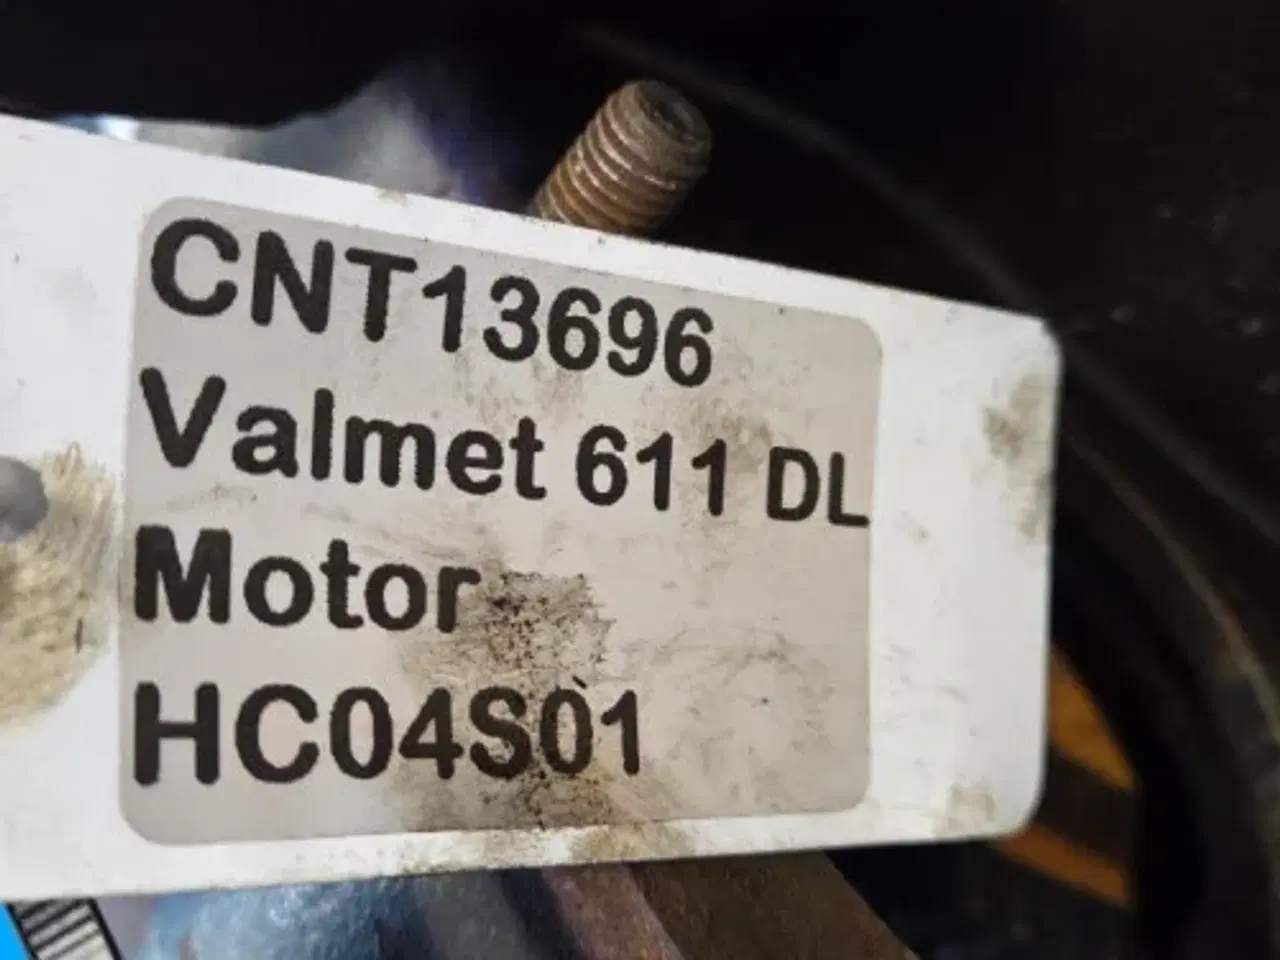 CNT13696
Valmet 611 DL
Motor
HC04S01